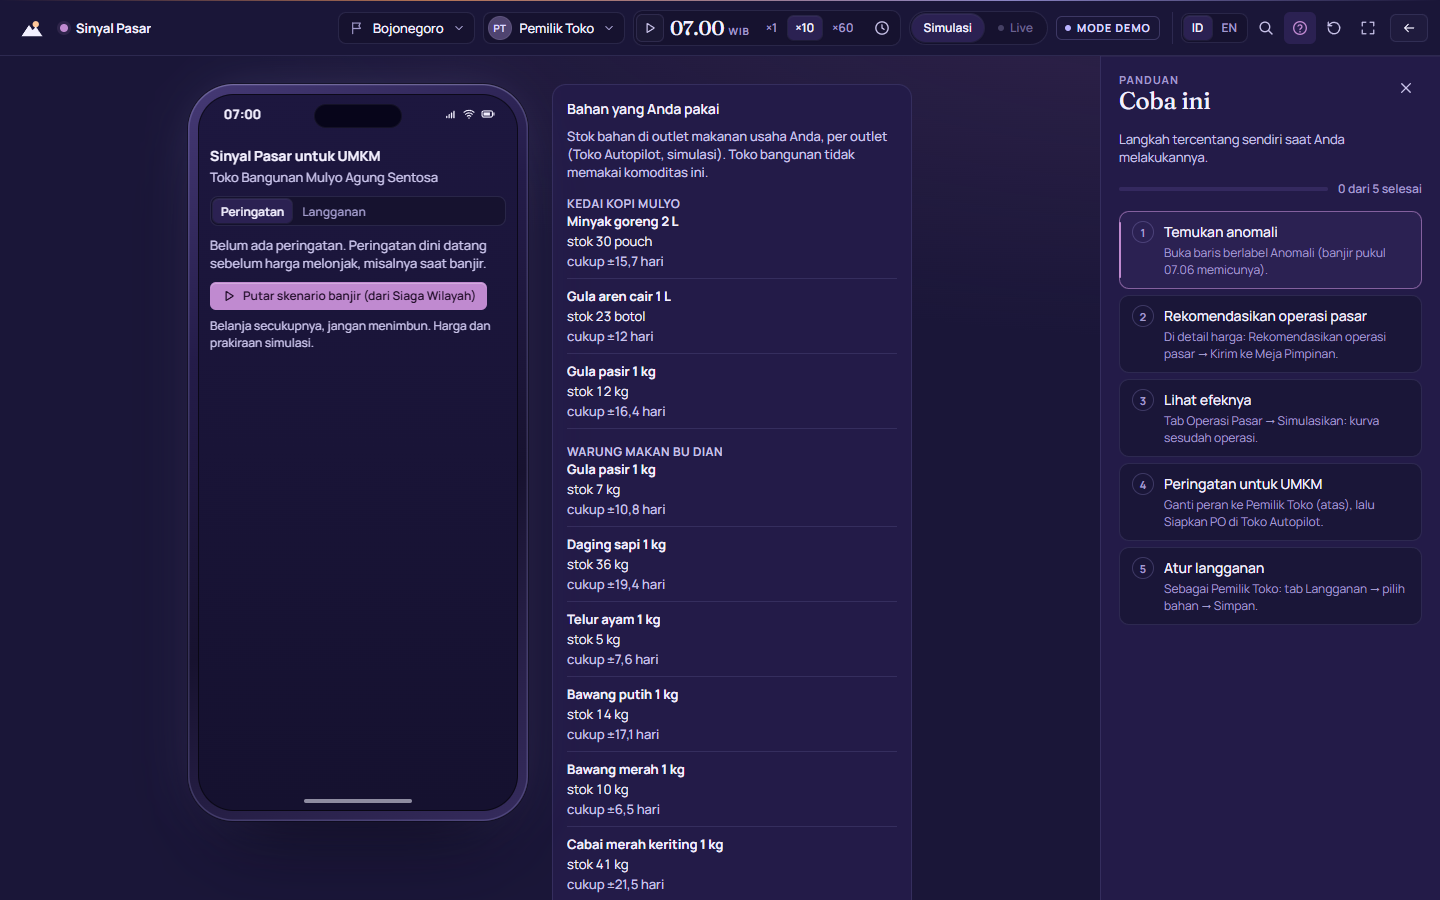 Sinyal Pasar
Bojonegoro
PT Pemilik Toko
07.00 WIB
×1 ×10 ×60
Simulasi Live
MODE DEMO
ID EN
07:00
Sinyal Pasar untuk UMKM
Toko Bangunan Mulyo Agung Sentosa
Peringatan Langganan
Belum ada peringatan. Peringatan dini datang
sebelum harga melonjak, misalnya saat banjir.
Putar skenario banjir (dari Siaga Wilayah)
Belanja secukupnya, jangan menimbun. Harga dan
prakiraan simulasi.
Bahan yang Anda pakai
Stok bahan di outlet makanan usaha Anda, per outlet
(Toko Autopilot, simulasi). Toko bangunan tidak
memakai komoditas ini.
KEDAI KOPI MULYO
Minyak goreng 2 L
stok 30 pouch
cukup ±15,7 hari
Gula aren cair 1 L
stok 23 botol
cukup ±12 hari
Gula pasir 1 kg
stok 12 kg
cukup ±16,4 hari
WARUNG MAKAN BU DIAN
Gula pasir 1 kg
stok 7 kg
cukup ±10,8 hari
Daging sapi 1 kg
stok 36 kg
cukup ±19,4 hari
Telur ayam 1 kg
stok 5 kg
cukup ±7,6 hari
Bawang putih 1 kg
stok 14 kg
cukup ±17,1 hari
Bawang merah 1 kg
stok 10 kg
cukup ±6,5 hari
Cabai merah keriting 1 kg
stok 41 kg
cukup ±21,5 hari
PANDUAN
Coba ini
Langkah tercentang sendiri saat Anda
melakukannya.
0 dari 5 selesai
1 Temukan anomali
Buka baris berlabel Anomali (banjir pukul
07.06 memicunya).
2 Rekomendasikan operasi pasar
Di detail harga: Rekomendasikan operasi
pasar → Kirim ke Meja Pimpinan.
3 Lihat efeknya
Tab Operasi Pasar → Simulasikan: kurva
sesudah operasi.
4 Peringatan untuk UMKM
Ganti peran ke Pemilik Toko (atas), lalu
Siapkan PO di Toko Autopilot.
5 Atur langganan
Sebagai Pemilik Toko: tab Langganan → pilih
bahan → Simpan.